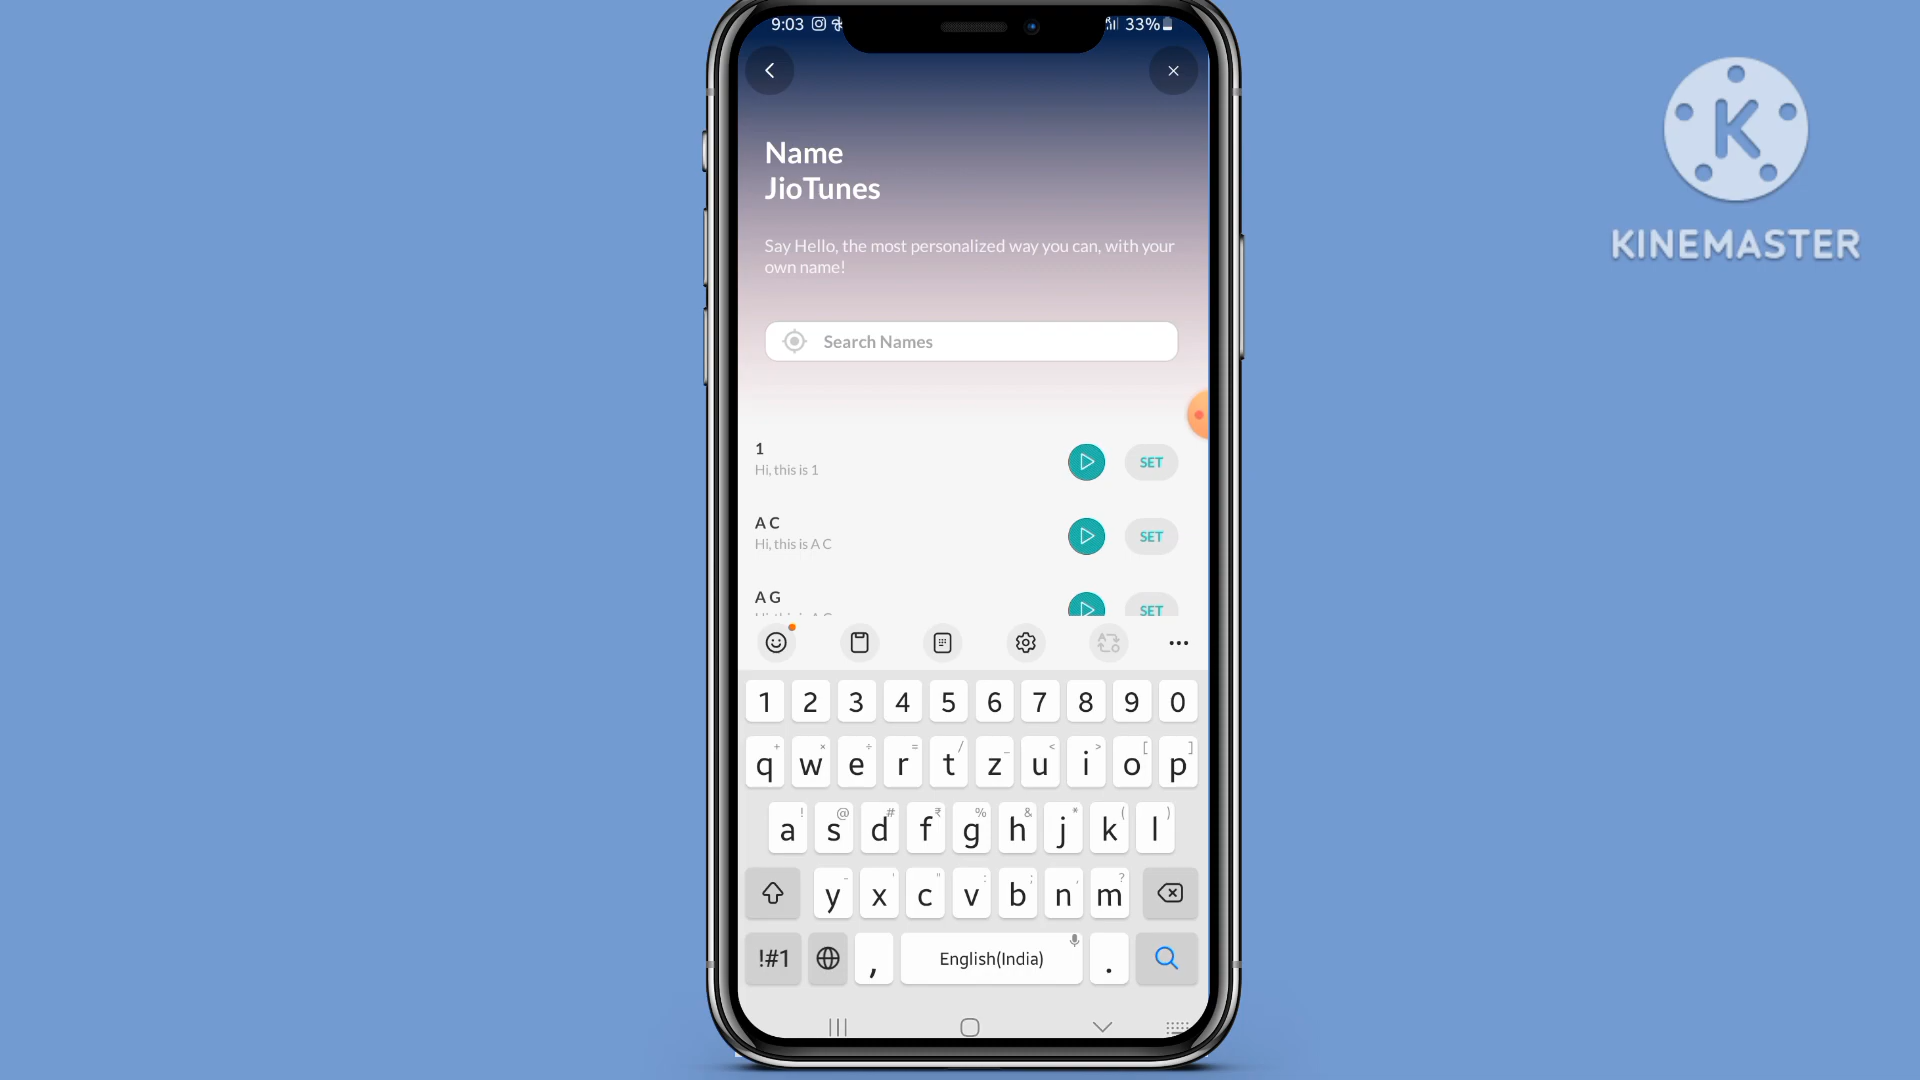 9:03 33%
Name
JioTunes
Say Hello, the most personalized way you can, with your
own name!
Search Names
1
Hi, this is 1
SET
A C
Hi, this is A C
SET
A G
SET
K
KINEMASTER
1 2 3 4 5 6 7 8 9 0
+ × ÷ = / _ < > [ ]
q w e r t z u i o p
! @ # ₹ % & * ( )
a s d f g h j k l
- ' " : ; , ?
y x c v b n m
!#1 , English(India) .